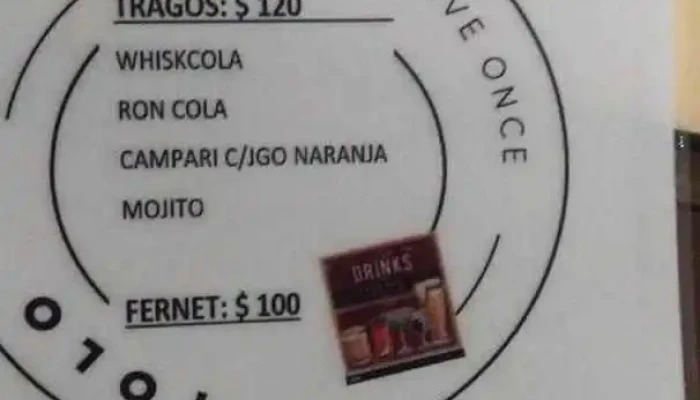 TRAGOS: $ 120
WHISKCOLA
RON COLA
CAMPARI C/JGO NARANJA
MOJITO
FERNET: $ 100
DRINKS
VE ONCE